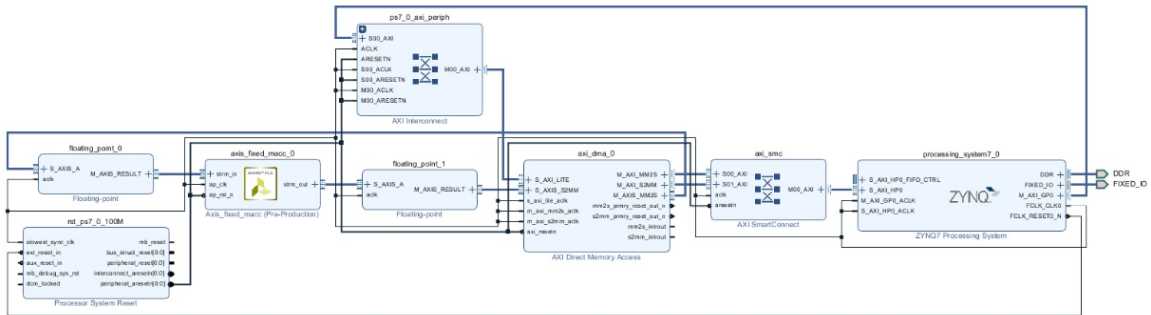 ps7_0_axi_periph
S00_AXI
ACLK
ARESETN
S00_ACLK
S00_ARESETN
M00_ACLK
M00_ARESETN
M00_AXI
AXI Interconnect
floating_point_0
S_AXIS_A
aclk
M_AXIS_RESULT
Floating-point
axis_fixed_macc_0
strm_in
ap_clk
ap_rst_n
strm_out
Axis_fixed_macc (Pre-Production)
floating_point_1
S_AXIS_A
aclk
M_AXIS_RESULT
Floating-point
axi_dma_0
S_AXI_LITE
S_AXIS_S2MM
s_axi_lite_aclk
m_axi_mm2s_aclk
m_axi_s2mm_aclk
axi_resetn
M_AXI_MM2S
M_AXI_S2MM
M_AXIS_MM2S
mm2s_prmry_reset_out_n
s2mm_prmry_reset_out_n
mm2s_introut
s2mm_introut
AXI Direct Memory Access
axi_smc
S00_AXI
S01_AXI
aclk
aresetn
M00_AXI
AXI SmartConnect
processing_system7_0
S_AXI_HP0_FIFO_CTRL
S_AXI_HP0
M_AXI_GP0_ACLK
S_AXI_HP0_ACLK
ZYNQ
DDR
FIXED_IO
M_AXI_GP0
FCLK_CLK0
FCLK_RESET0_N
ZYNQ7 Processing System
DDR
FIXED_IO
rst_ps7_0_100M
slowest_sync_clk
ext_reset_in
aux_reset_in
mb_debug_sys_rst
dcm_locked
mb_reset
bus_struct_reset[0:0]
peripheral_reset[0:0]
interconnect_aresetn[0:0]
peripheral_aresetn[0:0]
Processor System Reset